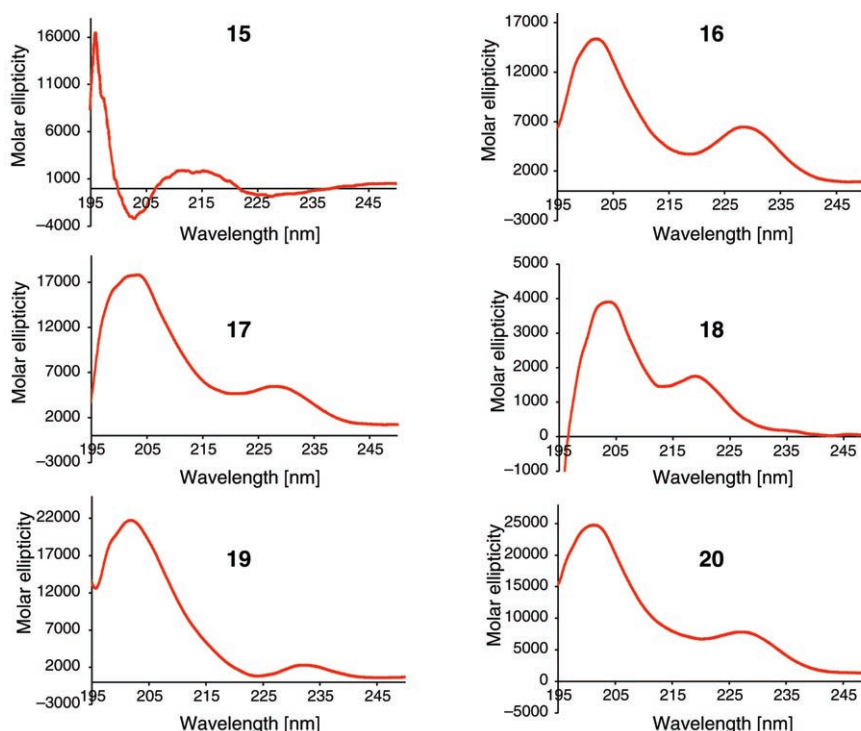 15
Molar ellipticity
16000
11000
6000
1000
−4000
195 205 215 225 235 245
Wavelength [nm]
16
Molar ellipticity
17000
12000
7000
2000
−3000
195 205 215 225 235 245
Wavelength [nm]
17
Molar ellipticity
17000
12000
7000
2000
−3000
195 205 215 225 235 245
Wavelength [nm]
18
Molar ellipticity
5000
4000
3000
2000
1000
0
−1000
195 205 215 225 235 245
Wavelength [nm]
19
Molar ellipticity
22000
17000
12000
7000
2000
−3000
195 205 215 225 235 245
Wavelength [nm]
20
Molar ellipticity
25000
20000
15000
10000
5000
0
−5000
195 205 215 225 235 245
Wavelength [nm]